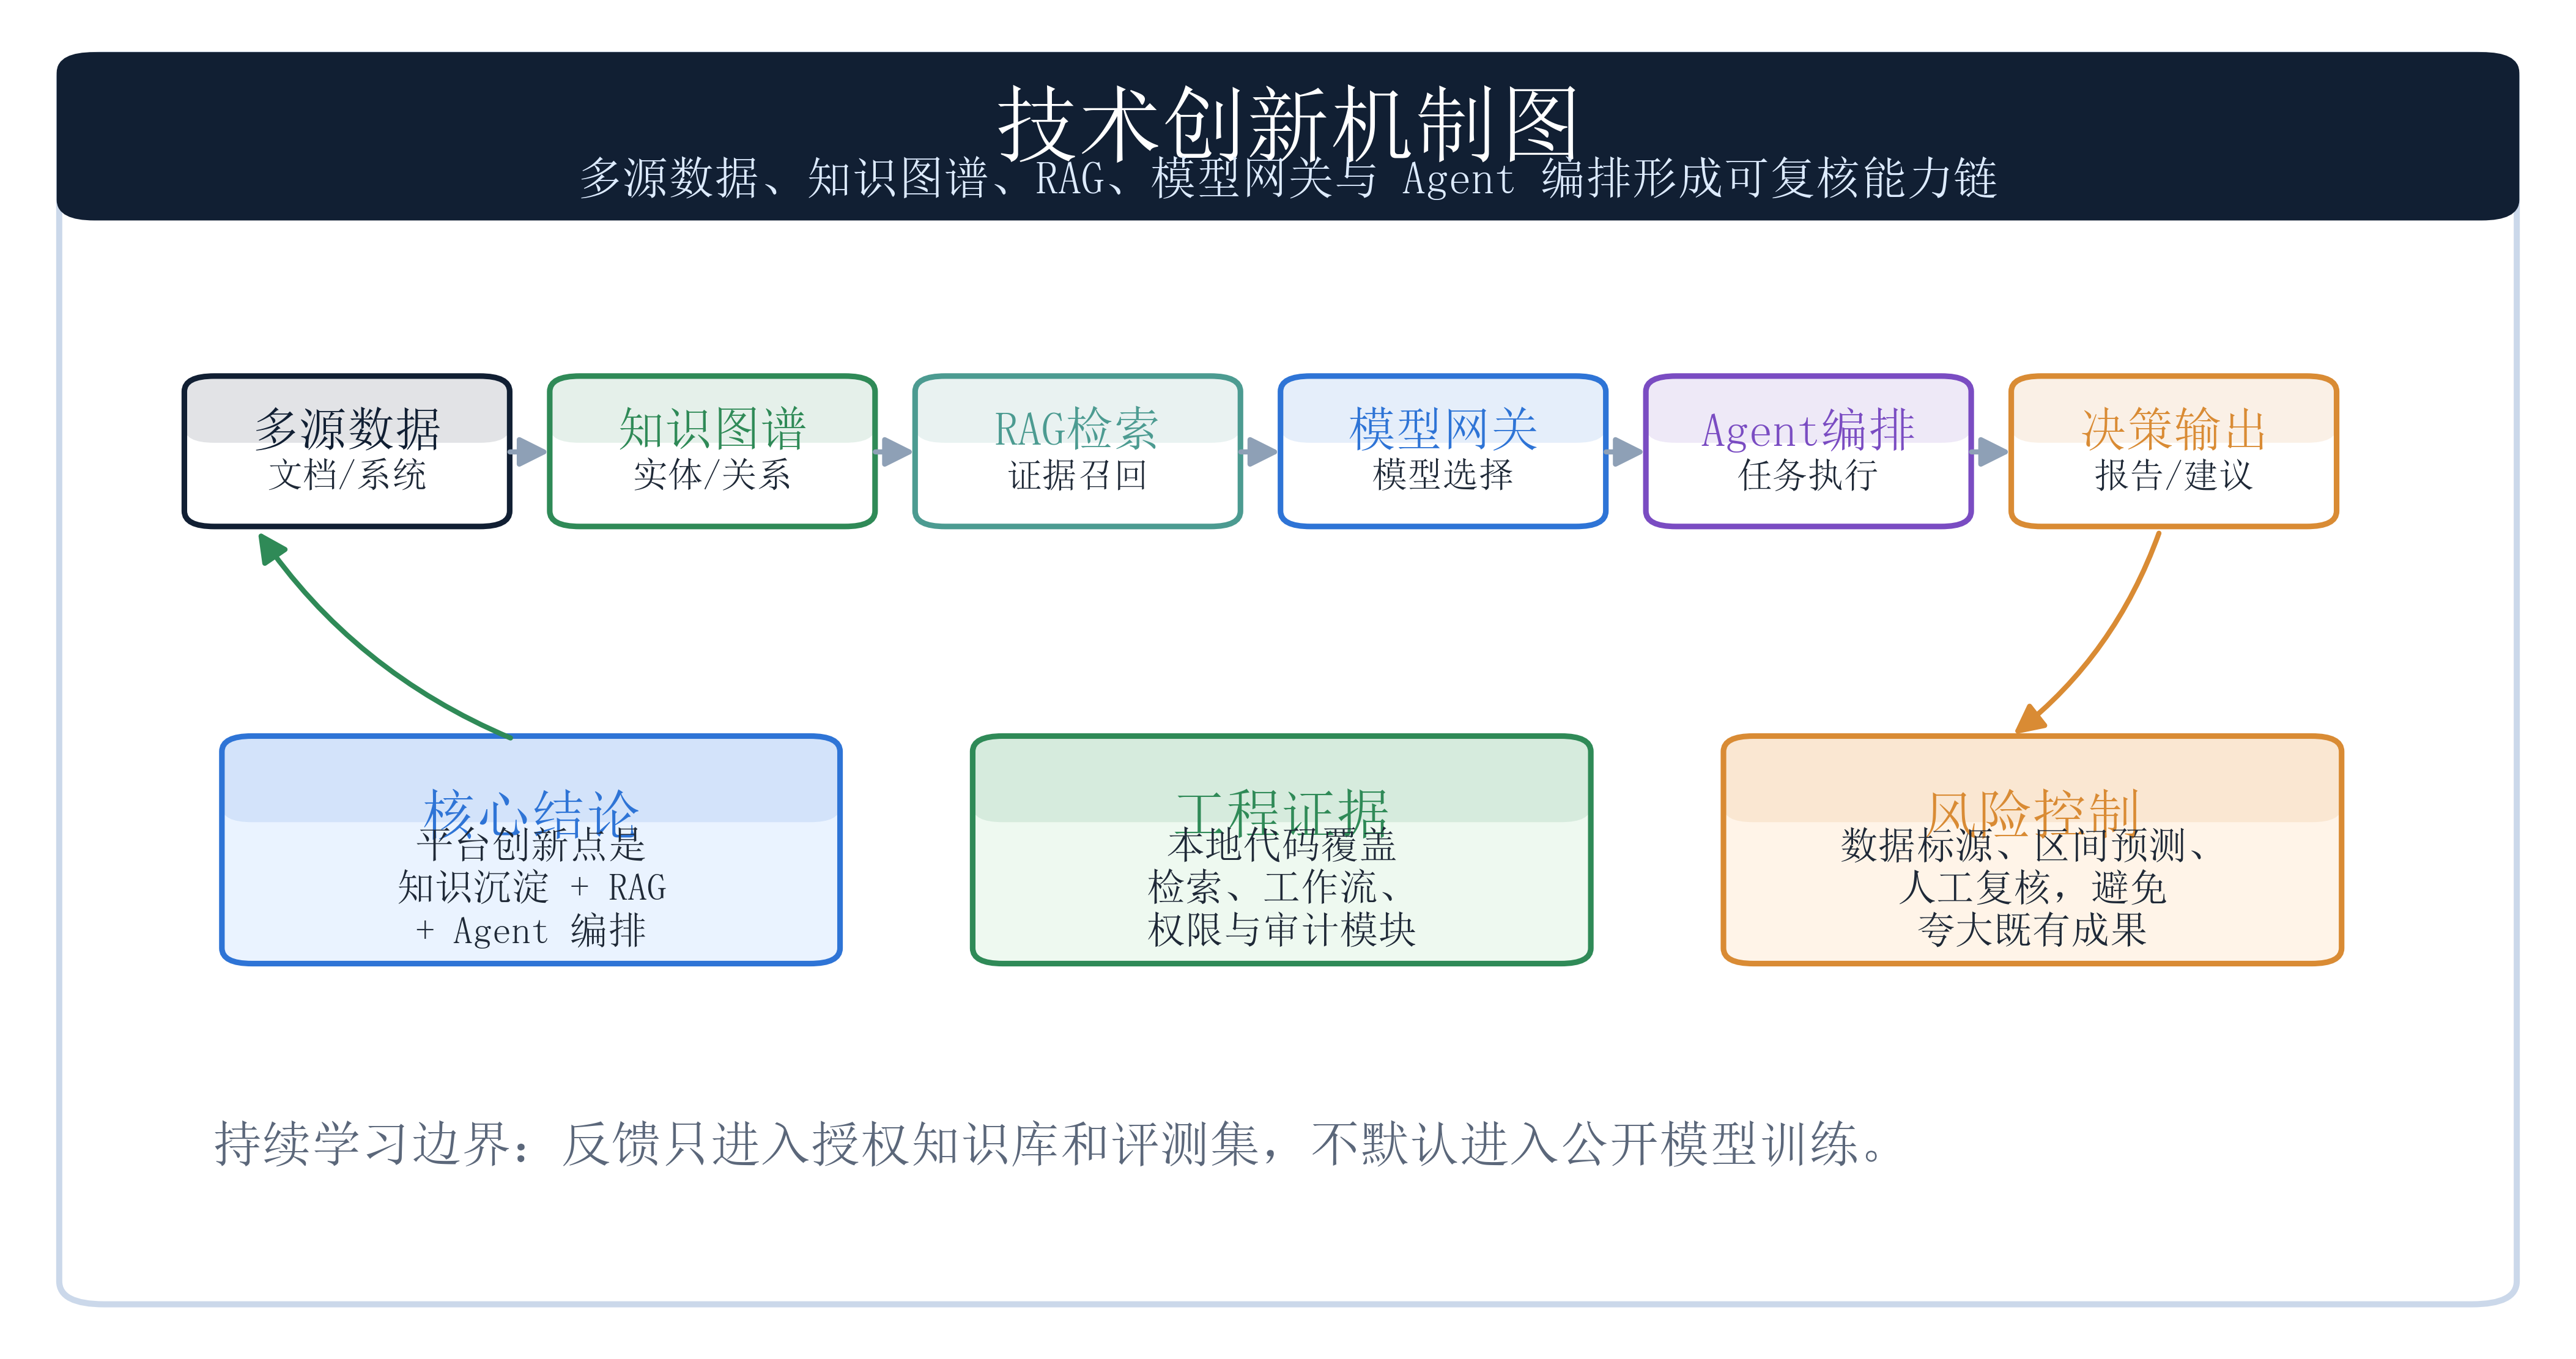 技术创新机制图
多源数据、知识图谱、RAG、模型网关与 Agent 编排形成可复核能力链
多源数据
文档/系统
知识图谱
实体/关系
RAG检索
证据召回
模型网关
模型选择
Agent编排
任务执行
决策输出
报告/建议
核心结论
平台创新点是
知识沉淀 + RAG
+ Agent 编排
工程证据
本地代码覆盖
检索、工作流、
权限与审计模块
风险控制
数据标源、区间预测、
人工复核，避免
夸大既有成果
持续学习边界：反馈只进入授权知识库和评测集，不默认进入公开模型训练。